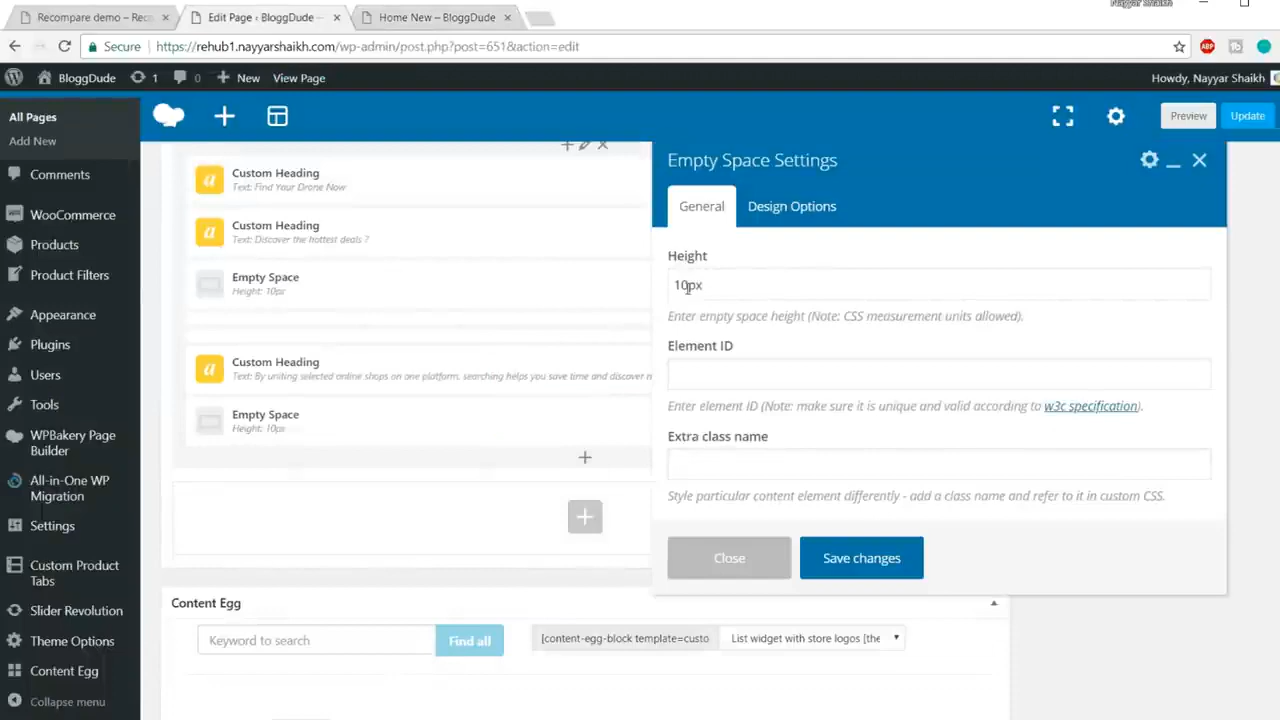 Nayyar Shaikh
Recompare demo – Reco
Edit Page ‹ BloggDude —
Home New – BloggDude
Secure
https://rehub1.nayyarshaikh.com/wp-admin/post.php?post=651&action=edit
ABP
BloggDude
1
0
New
View Page
Howdy, Nayyar Shaikh
All Pages
Add New
Comments
WooCommerce
Products
Product Filters
Appearance
Plugins
Users
Tools
WPBakery Page
Builder
All-in-One WP
Migration
Settings
Custom Product
Tabs
Slider Revolution
Theme Options
Content Egg
Collapse menu
Preview
Update
a
Custom Heading
Text: Find Your Drone Now
a
Custom Heading
Text: Discover the hottest deals ?
Empty Space
Height: 10px
a
Custom Heading
Text: By uniting selected online shops on one platform, searching helps you save time and discover n
Empty Space
Height: 10px
Empty Space Settings
General
Design Options
Height
10px
Enter empty space height (Note: CSS measurement units allowed).
Element ID
Enter element ID (Note: make sure it is unique and valid according to w3c specification).
Extra class name
Style particular content element differently - add a class name and refer to it in custom CSS.
Close
Save changes
Content Egg
Keyword to search
Find all
[content-egg-block template=custo
List widget with store logos [the